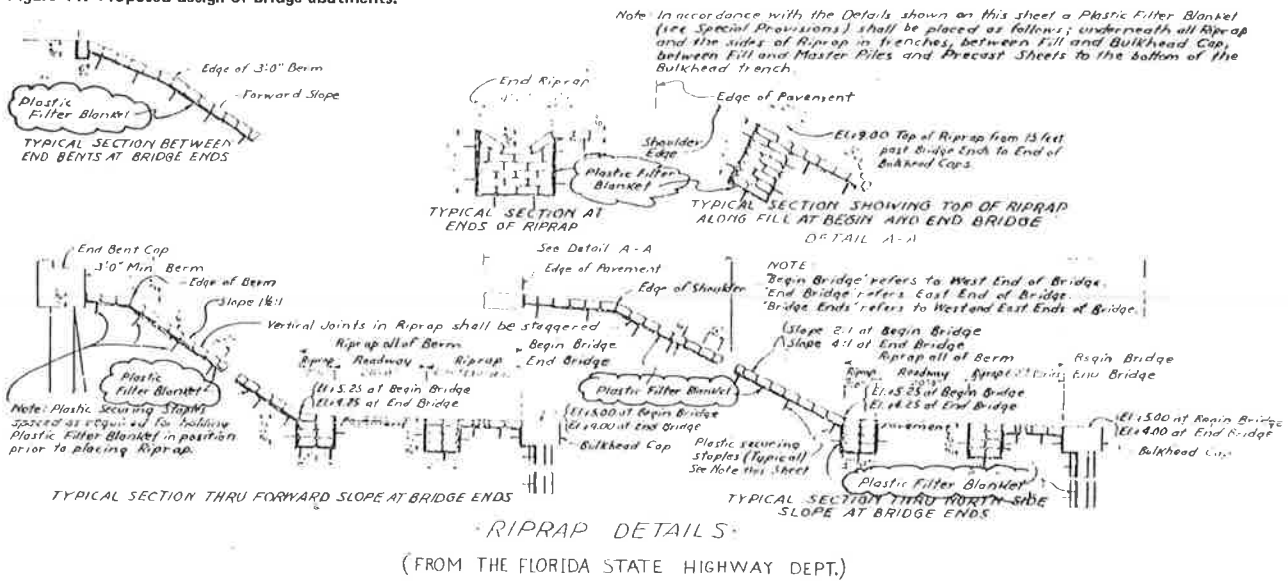 Note: In accordance with the Details shown on this sheet a Plastic Filter Blanket
(see Special Provisions) shall be placed as follows; underneath all Riprap
and the sides of Riprap in trenches, between Fill and Bulkhead Cap,
between Fill and Master Piles and Precast Sheets to the bottom of the
Bulkhead trench.
Edge of 3'0" Berm
Forward Slope
Plastic
Filter Blanket
TYPICAL SECTION BETWEEN
END BENTS AT BRIDGE ENDS
End Riprap
Edge of Pavement
Shoulder
Edge
Plastic Filter
Blanket
El. 9.00 Top of Riprap from 15 feet
past Bridge Ends to End of
Bulkhead Caps.
TYPICAL SECTION AT
ENDS OF RIPRAP
TYPICAL SECTION SHOWING TOP OF RIPRAP
ALONG FILL AT BEGIN AND END BRIDGE
DETAIL A-A
End Bent Cap
3'0" Min. Berm
Edge of Berm
Slope 1½:1
Vertical Joints in Riprap shall be staggered
Riprap all of Berm
Riprap Roadway Riprap
Begin Bridge
End Bridge
Plastic
Filter Blanket
El. 5.25 at Begin Bridge
El. 4.25 at End Bridge
Note: Plastic Securing Staples
spaced as required for holding
Plastic Filter Blanket in position
prior to placing Riprap.
El. 5.00 at Begin Bridge
El. 4.00 at End Bridge
Bulkhead Cap
TYPICAL SECTION THRU FORWARD SLOPE AT BRIDGE ENDS
See Detail A-A
Edge of Pavement
Edge of Shoulder
NOTE:
"Begin Bridge" refers to West End of Bridge.
"End Bridge" refers East End of Bridge.
"Bridge Ends" refers to West and East Ends of Bridge.
Slope 2:1 at Begin Bridge
Slope 4:1 at End Bridge
Plastic Filter Blanket
Riprap all of Berm
Riprap Roadway Riprap
Begin Bridge
End Bridge
El. 5.25 at Begin Bridge
El. 4.25 at End Bridge
Pavement
Plastic securing
staples (Typical)
See Note this Sheet
El. 5.00 at Begin Bridge
El. 4.00 at End Bridge
Bulkhead Cap
Plastic Filter Blanket
TYPICAL SECTION THRU NORTH SIDE
SLOPE AT BRIDGE ENDS
RIPRAP DETAILS
(FROM THE FLORIDA STATE HIGHWAY DEPT.)